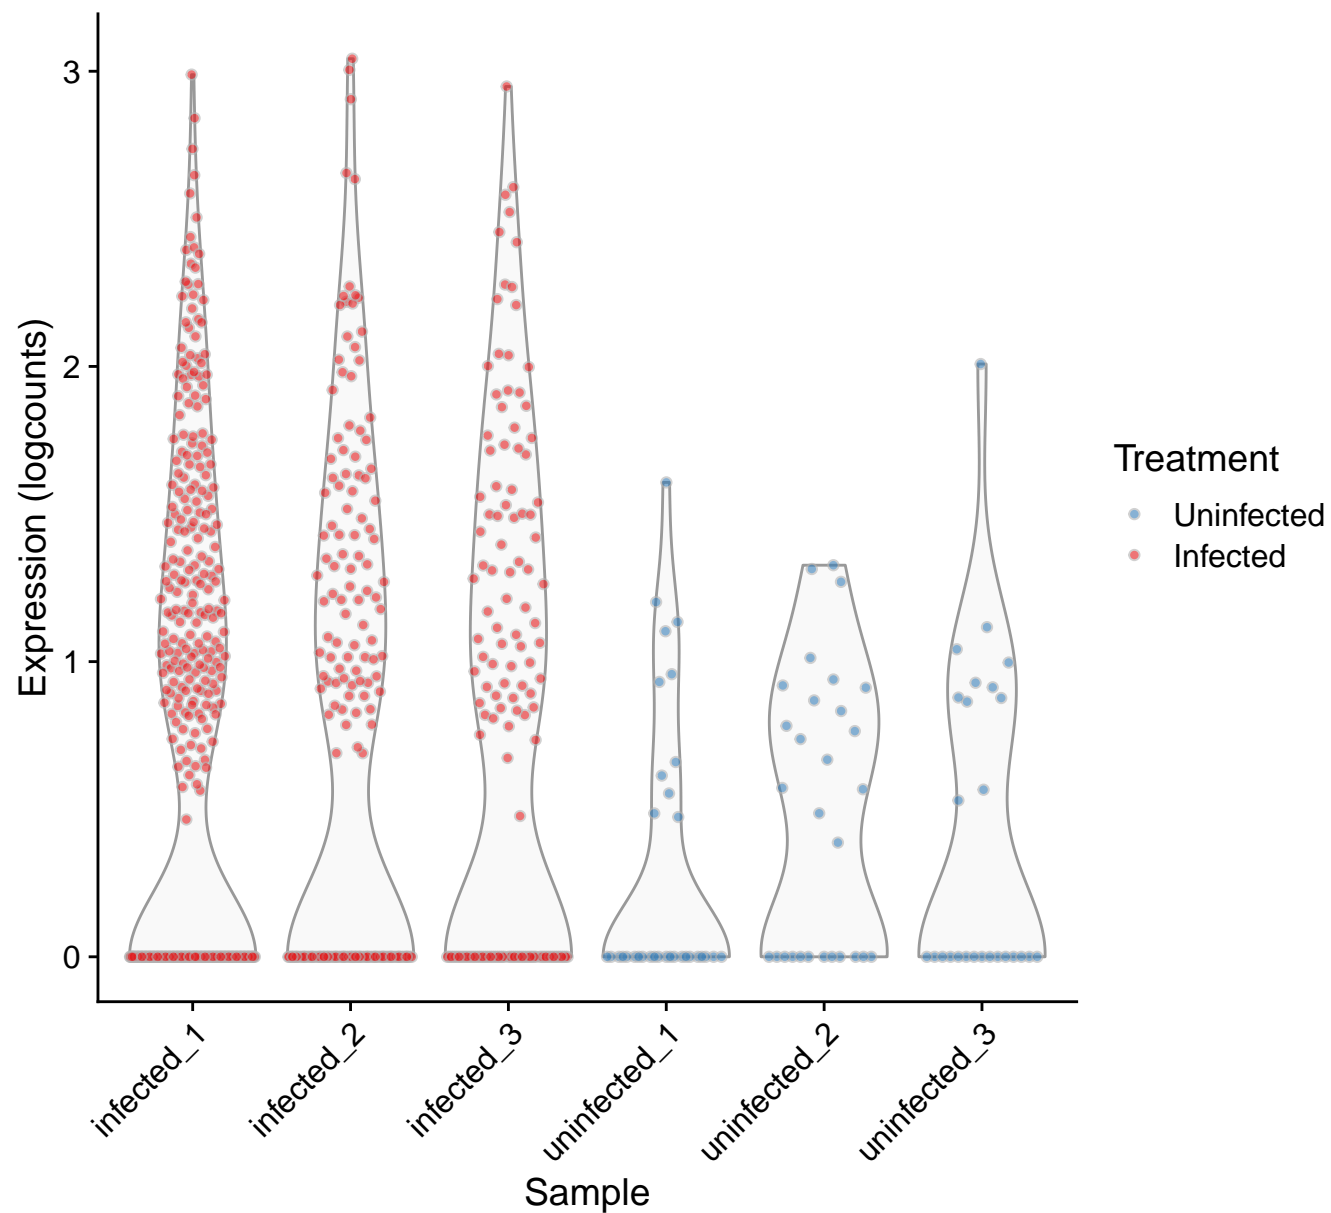 Expression (logcounts)
3
2
1
0
infected_1
infected_2
infected_3
uninfected_1
uninfected_2
uninfected_3
Sample
Treatment
Uninfected
Infected